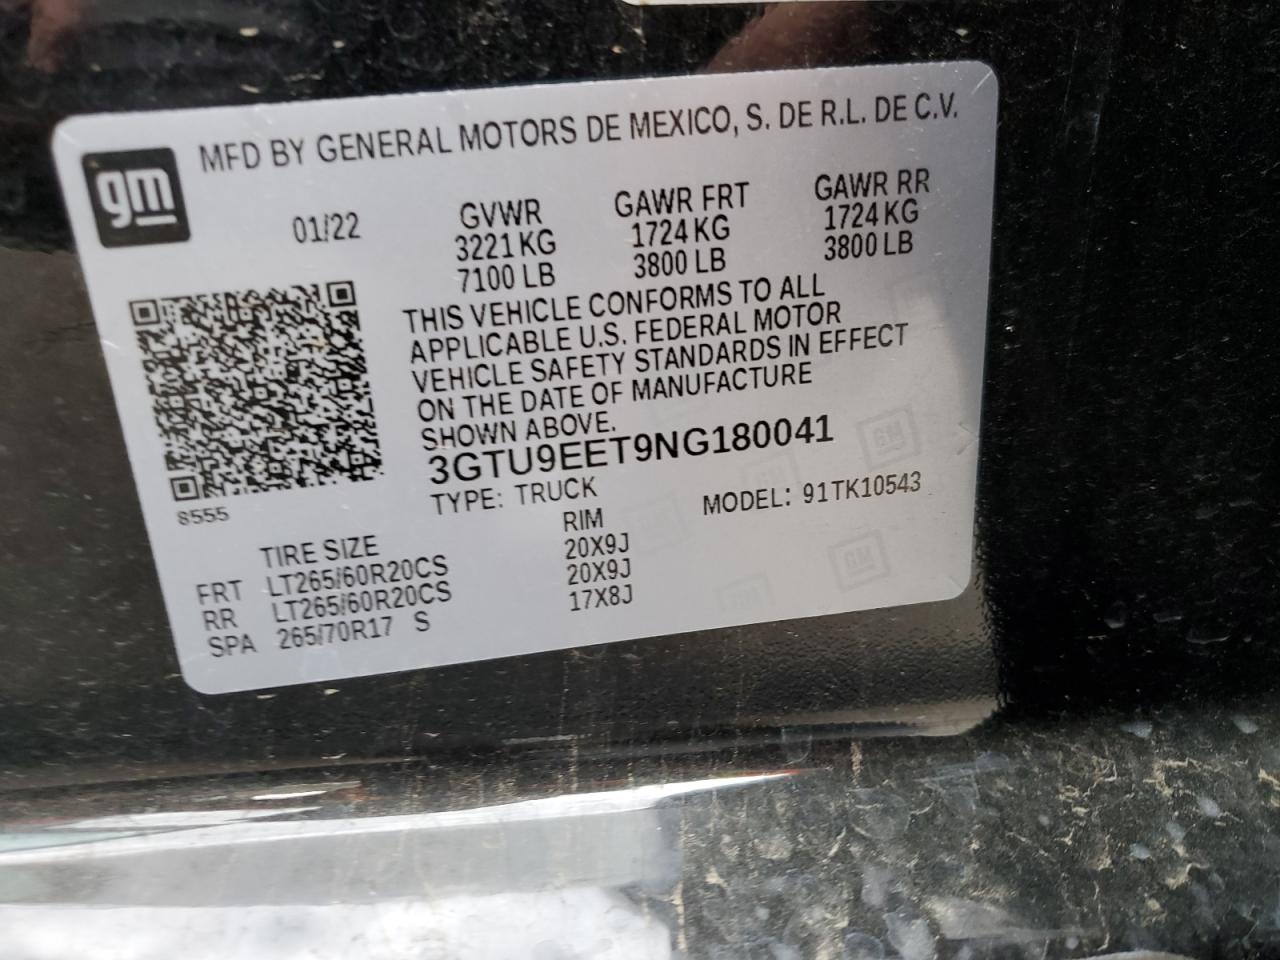 MFD BY GENERAL MOTORS DE MEXICO, S. DE R.L. DE C.V.
gm
01/22
GVWR GAWR FRT GAWR RR
3221 KG 1724 KG 1724 KG
7100 LB 3800 LB 3800 LB
THIS VEHICLE CONFORMS TO ALL
APPLICABLE U.S. FEDERAL MOTOR
VEHICLE SAFETY STANDARDS IN EFFECT
ON THE DATE OF MANUFACTURE
SHOWN ABOVE.
3GTU9EET9NG180041
8555
TYPE: TRUCK MODEL: 91TK10543
TIRE SIZE RIM
FRT LT265/60R20CS 20X9J
RR LT265/60R20CS 20X9J
SPA 265/70R17 S 17X8J
GM
GM
GM